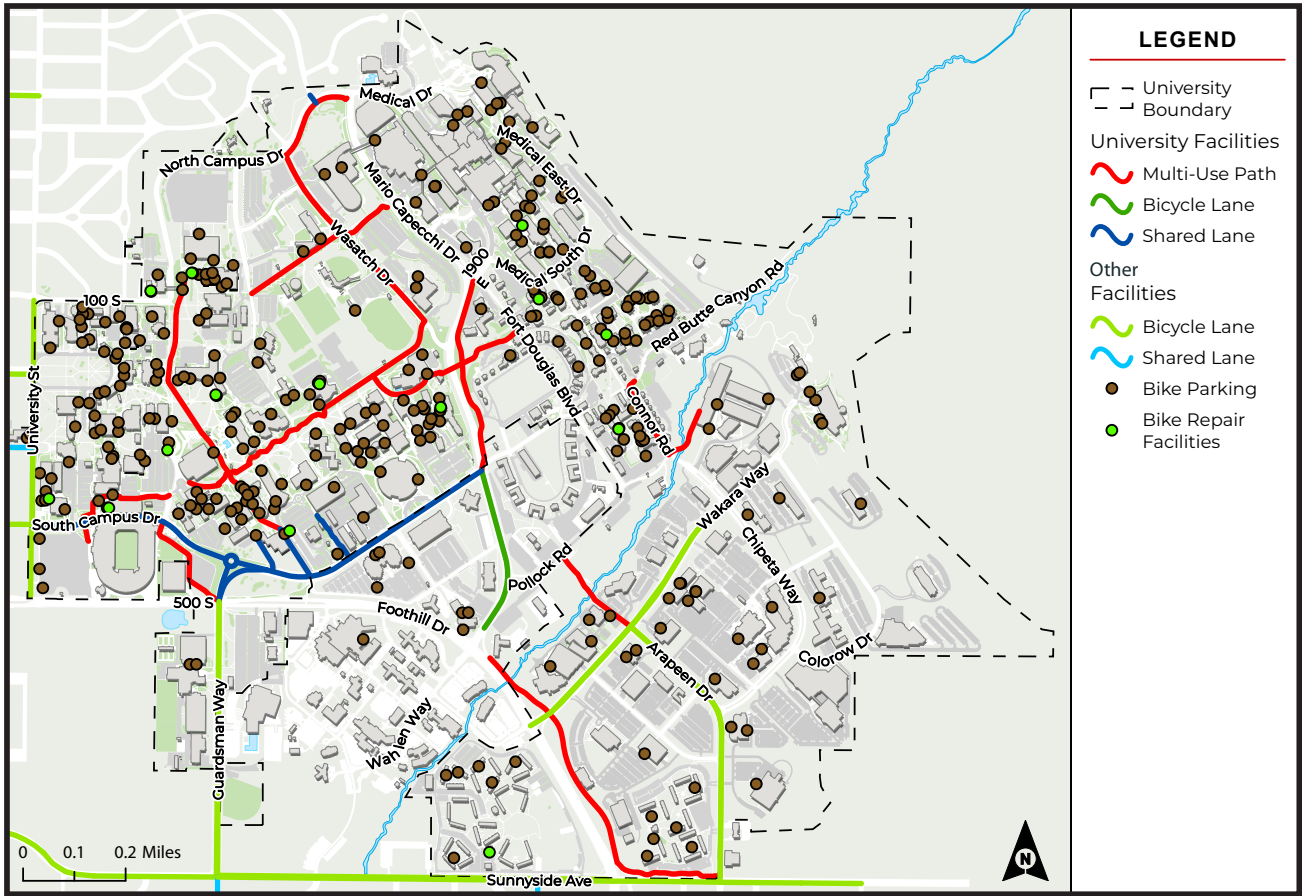 LEGEND
University
Boundary
University Facilities
Multi-Use Path
Bicycle Lane
Shared Lane
Other
Facilities
Bicycle Lane
Shared Lane
Bike Parking
Bike Repair
Facilities
Medical Dr
North Campus Dr
Medical East Dr
Mario Capecchi Dr
Wasatch Dr
1900
E
Medical South Dr
Red Butte Canyon Rd
100 S
University St
Fort Douglas Blvd
Connor Rd
Wakara Way
South Campus Dr
Chipeta Way
Pollock Rd
500 S
Foothill Dr
Colorow Dr
Arapeen Dr
Guardsman Way
Wahlen Way
Sunnyside Ave
0 0.1 0.2 Miles
N